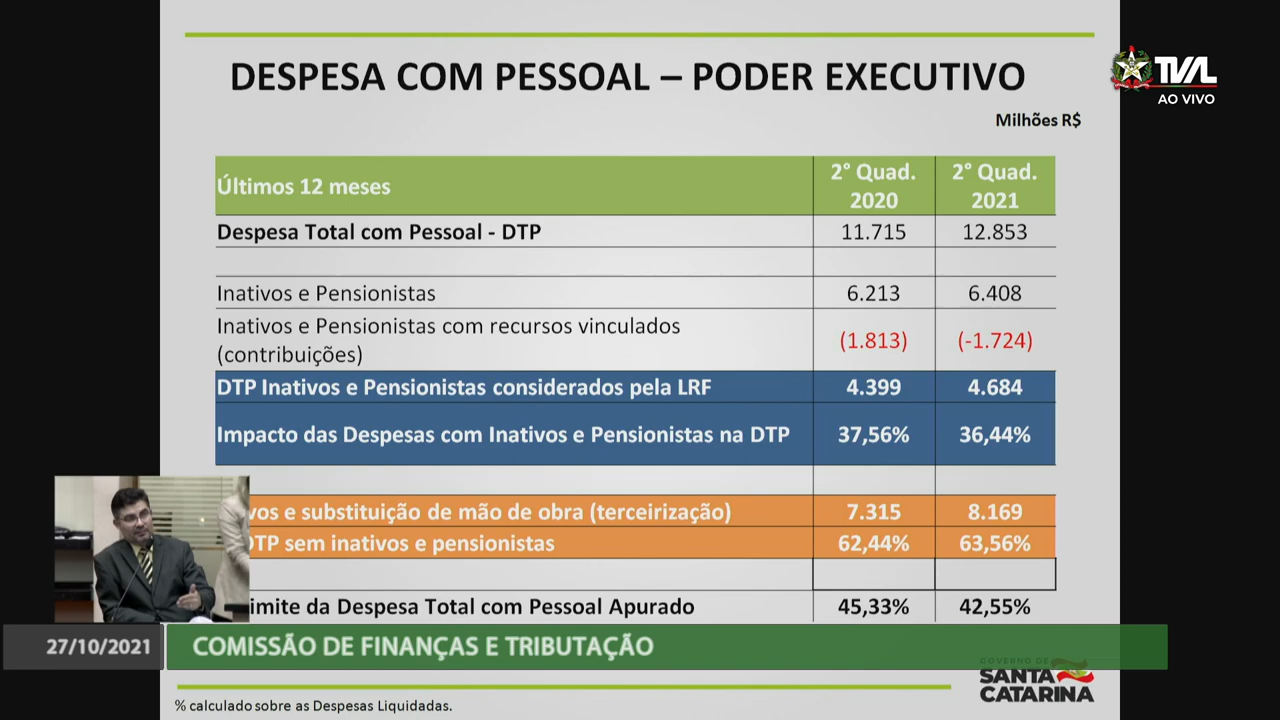 DESPESA COM PESSOAL – PODER EXECUTIVO
TVAL
AO VIVO
Milhões R$
Últimos 12 meses 2° Quad. 2020 2° Quad. 2021
Despesa Total com Pessoal - DTP 11.715 12.853
Inativos e Pensionistas 6.213 6.408
Inativos e Pensionistas com recursos vinculados
(contribuições) (1.813) (-1.724)
DTP Inativos e Pensionistas considerados pela LRF 4.399 4.684
Impacto das Despesas com Inativos e Pensionistas na DTP 37,56% 36,44%
e substituição de mão de obra (terceirização) 7.315 8.169
DTP sem inativos e pensionistas 62,44% 63,56%
da Despesa Total com Pessoal Apurado 45,33% 42,55%
27/10/2021 COMISSÃO DE FINANÇAS E TRIBUTAÇÃO
GOVERNO DE
SANTA
CATARINA
% calculado sobre as Despesas Liquidadas.